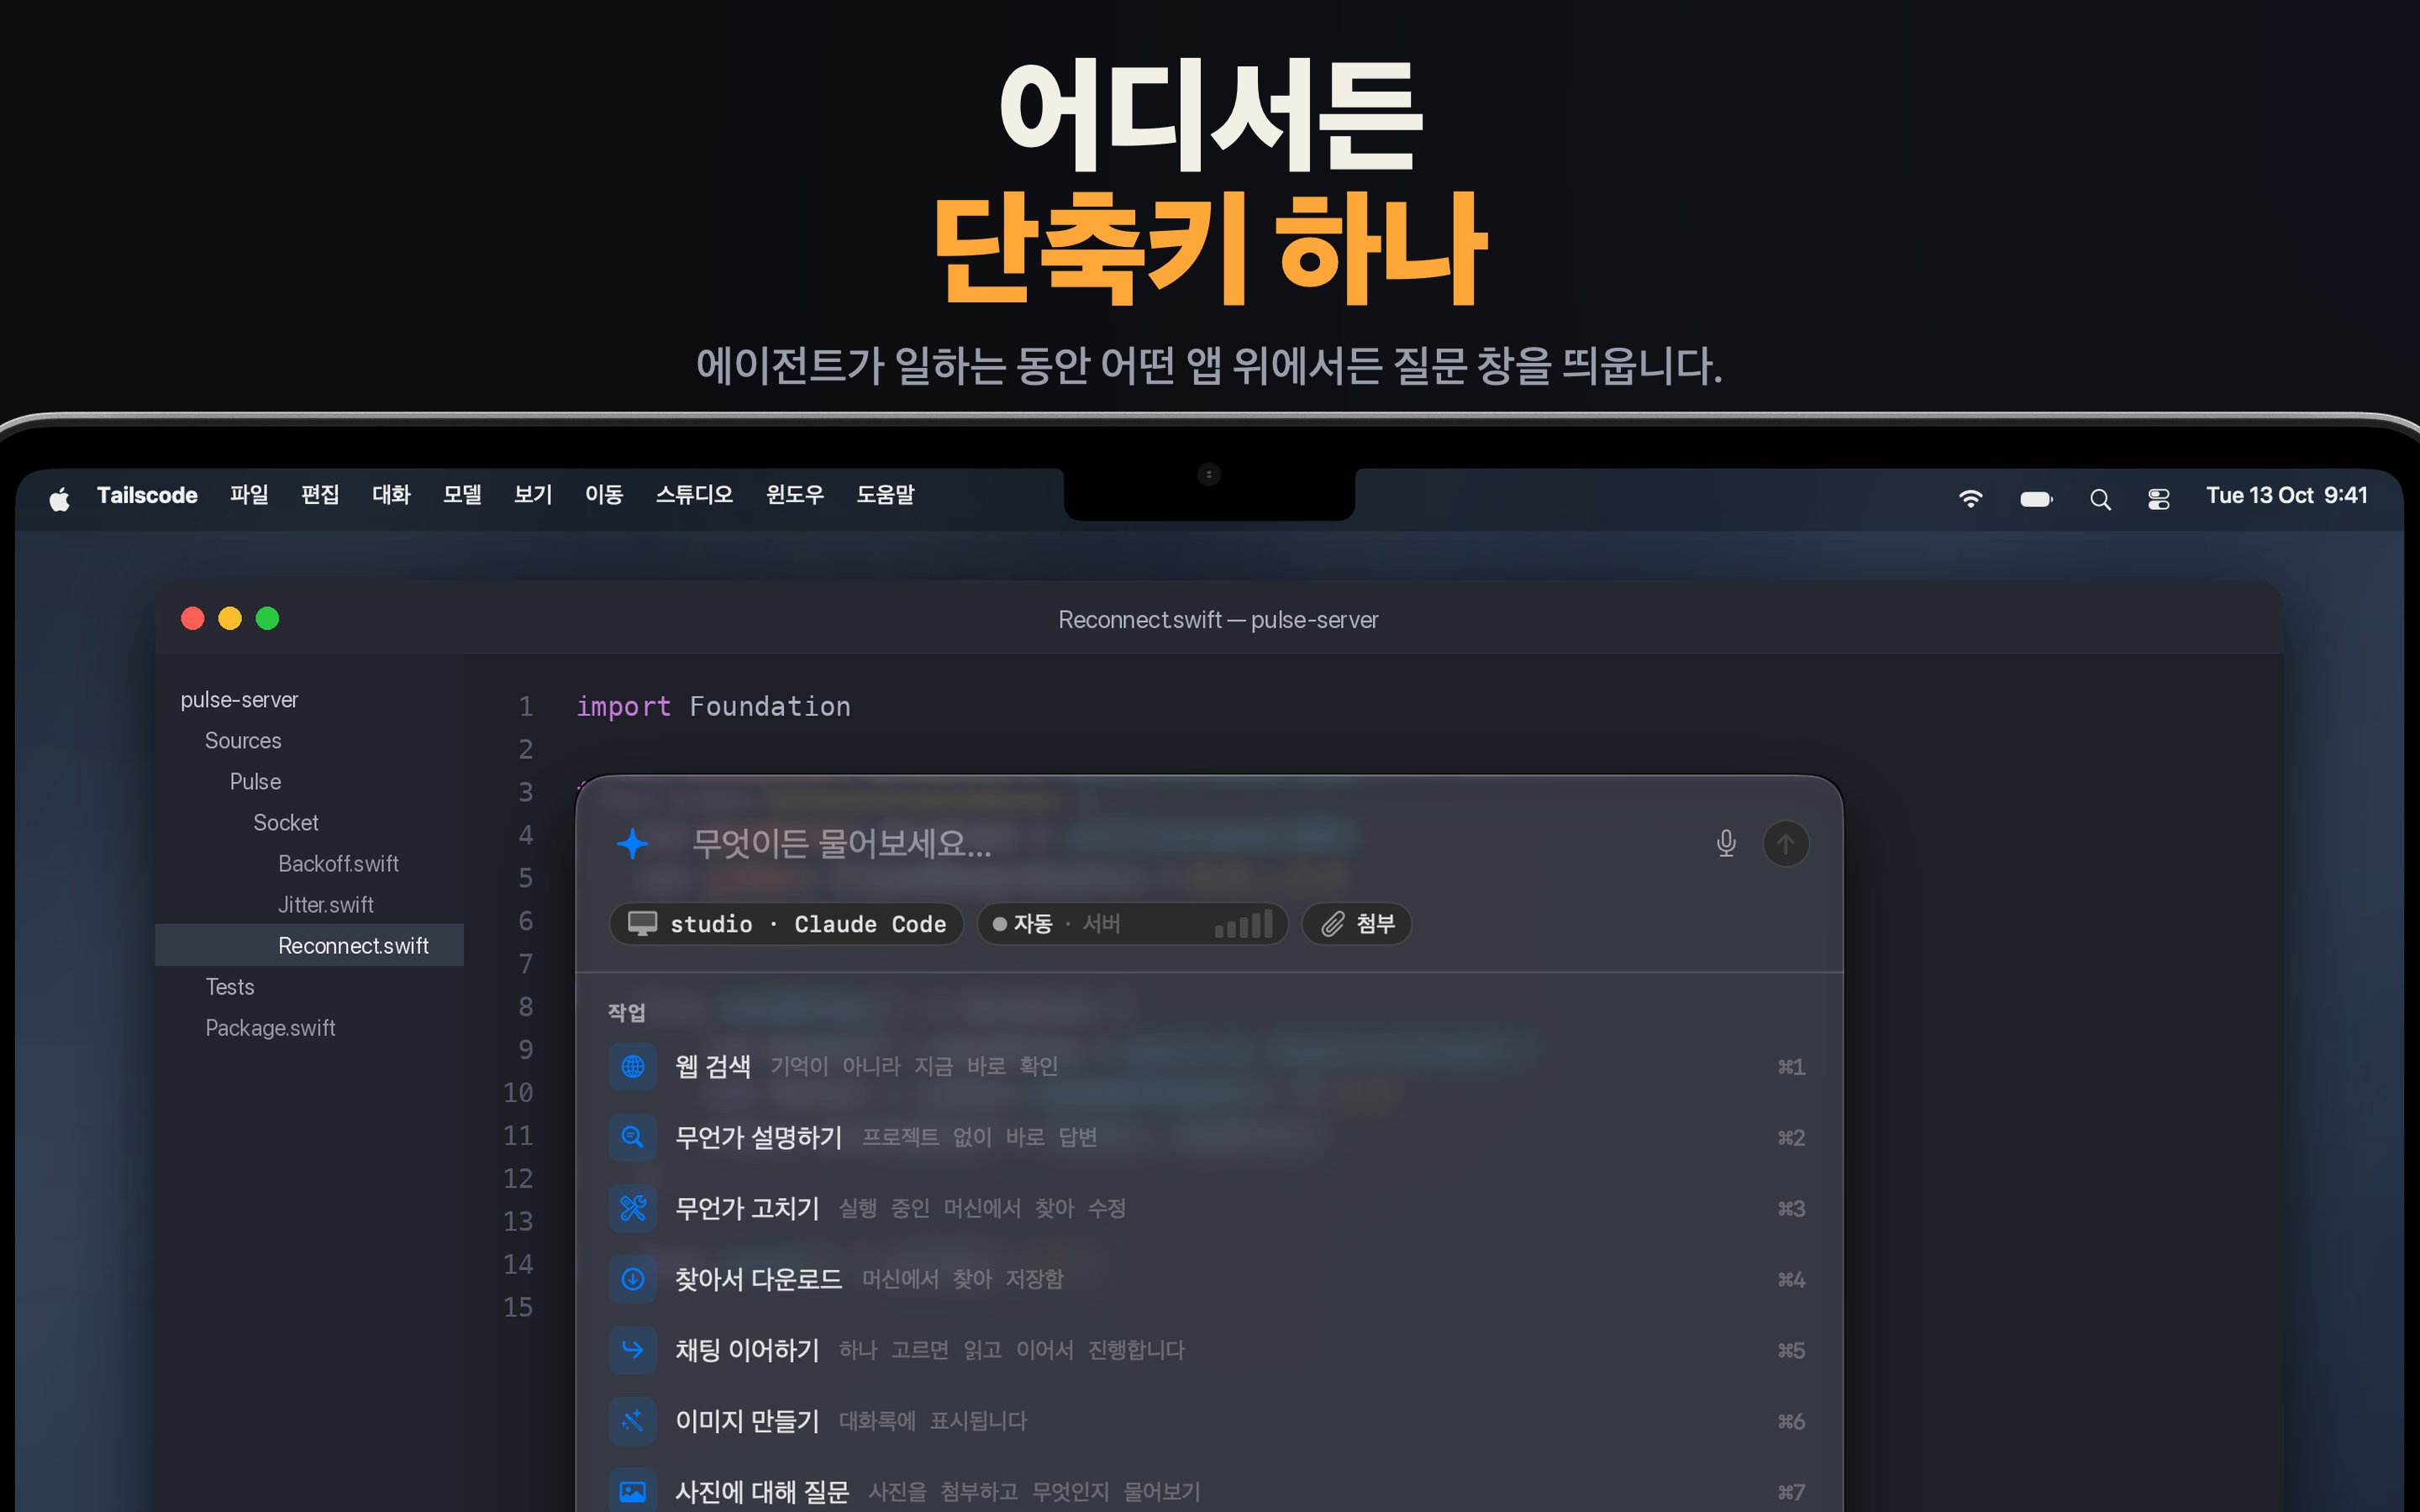 어디서든
단축키 하나
에이전트가 일하는 동안 어떤 앱 위에서든 질문 창을 띄웁니다.
Tailscode 파일 편집 대화 모델 보기 이동 스튜디오 윈도우 도움말 Tue 13 Oct 9:41
Reconnect.swift — pulse-server
pulse-server
Sources
Pulse
Socket
Backoff.swift
Jitter.swift
Reconnect.swift
Tests
Package.swift
1 import Foundation
2
3
4
5
6
7
8
9
10
11
12
13
14
15
무엇이든 물어보세요...
studio · Claude Code 자동 · 서버 첨부
작업
웹 검색 기억이 아니라 지금 바로 확인 ⌘1
무언가 설명하기 프로젝트 없이 바로 답변 ⌘2
무언가 고치기 실행 중인 머신에서 찾아 수정 ⌘3
찾아서 다운로드 머신에서 찾아 저장함 ⌘4
채팅 이어하기 하나 고르면 읽고 이어서 진행합니다 ⌘5
이미지 만들기 대화록에 표시됩니다 ⌘6
사진에 대해 질문 사진을 첨부하고 무엇인지 물어보기 ⌘7